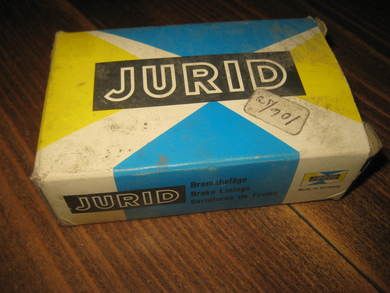 JURID
JURID
Bremsbeläge
Brake Linings
Garnitures de Freins